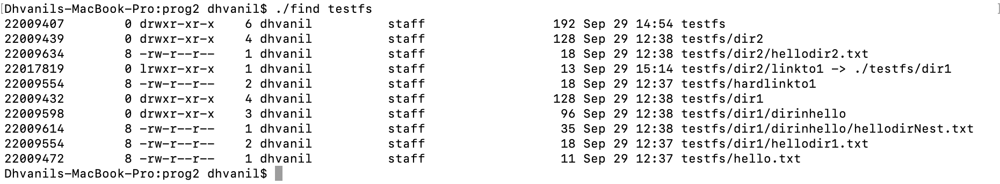 [Dhvanils-MacBook-Pro:prog2 dhvanil$ ./find testfs ]
22009407 0 drwxr-xr-x 6 dhvanil staff 192 Sep 29 14:54 testfs
22009439 0 drwxr-xr-x 4 dhvanil staff 128 Sep 29 12:38 testfs/dir2
22009634 8 -rw-r--r-- 1 dhvanil staff 18 Sep 29 12:38 testfs/dir2/hellodir2.txt
22017819 0 lrwxr-xr-x 1 dhvanil staff 13 Sep 29 15:14 testfs/dir2/linkto1 -> ./testfs/dir1
22009554 8 -rw-r--r-- 2 dhvanil staff 18 Sep 29 12:37 testfs/hardlinkto1
22009432 0 drwxr-xr-x 4 dhvanil staff 128 Sep 29 12:38 testfs/dir1
22009598 0 drwxr-xr-x 3 dhvanil staff 96 Sep 29 12:38 testfs/dir1/dirinhello
22009614 8 -rw-r--r-- 1 dhvanil staff 35 Sep 29 12:38 testfs/dir1/dirinhello/hellodirNest.txt
22009554 8 -rw-r--r-- 2 dhvanil staff 18 Sep 29 12:37 testfs/dir1/hellodir1.txt
22009472 8 -rw-r--r-- 1 dhvanil staff 11 Sep 29 12:37 testfs/hello.txt
Dhvanils-MacBook-Pro:prog2 dhvanil$